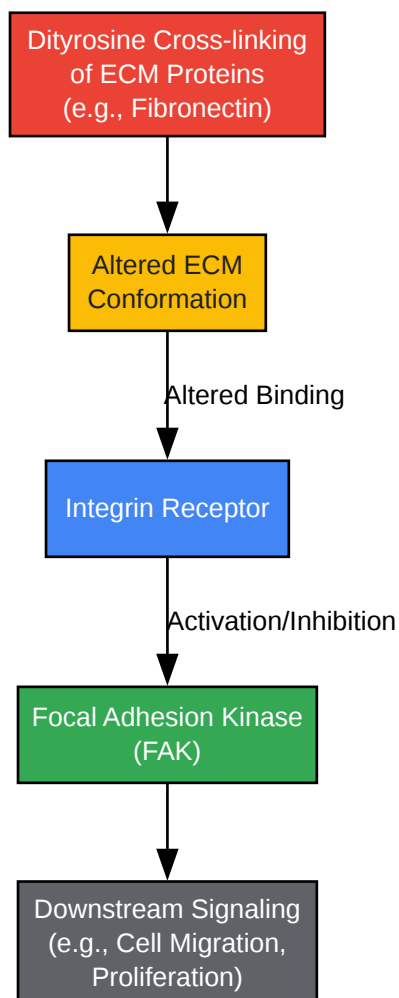 Dityrosine Cross-linking
of ECM Proteins
(e.g., Fibronectin)
Altered ECM
Conformation
Altered Binding
Integrin Receptor
Activation/Inhibition
Focal Adhesion Kinase
(FAK)
Downstream Signaling
(e.g., Cell Migration,
Proliferation)